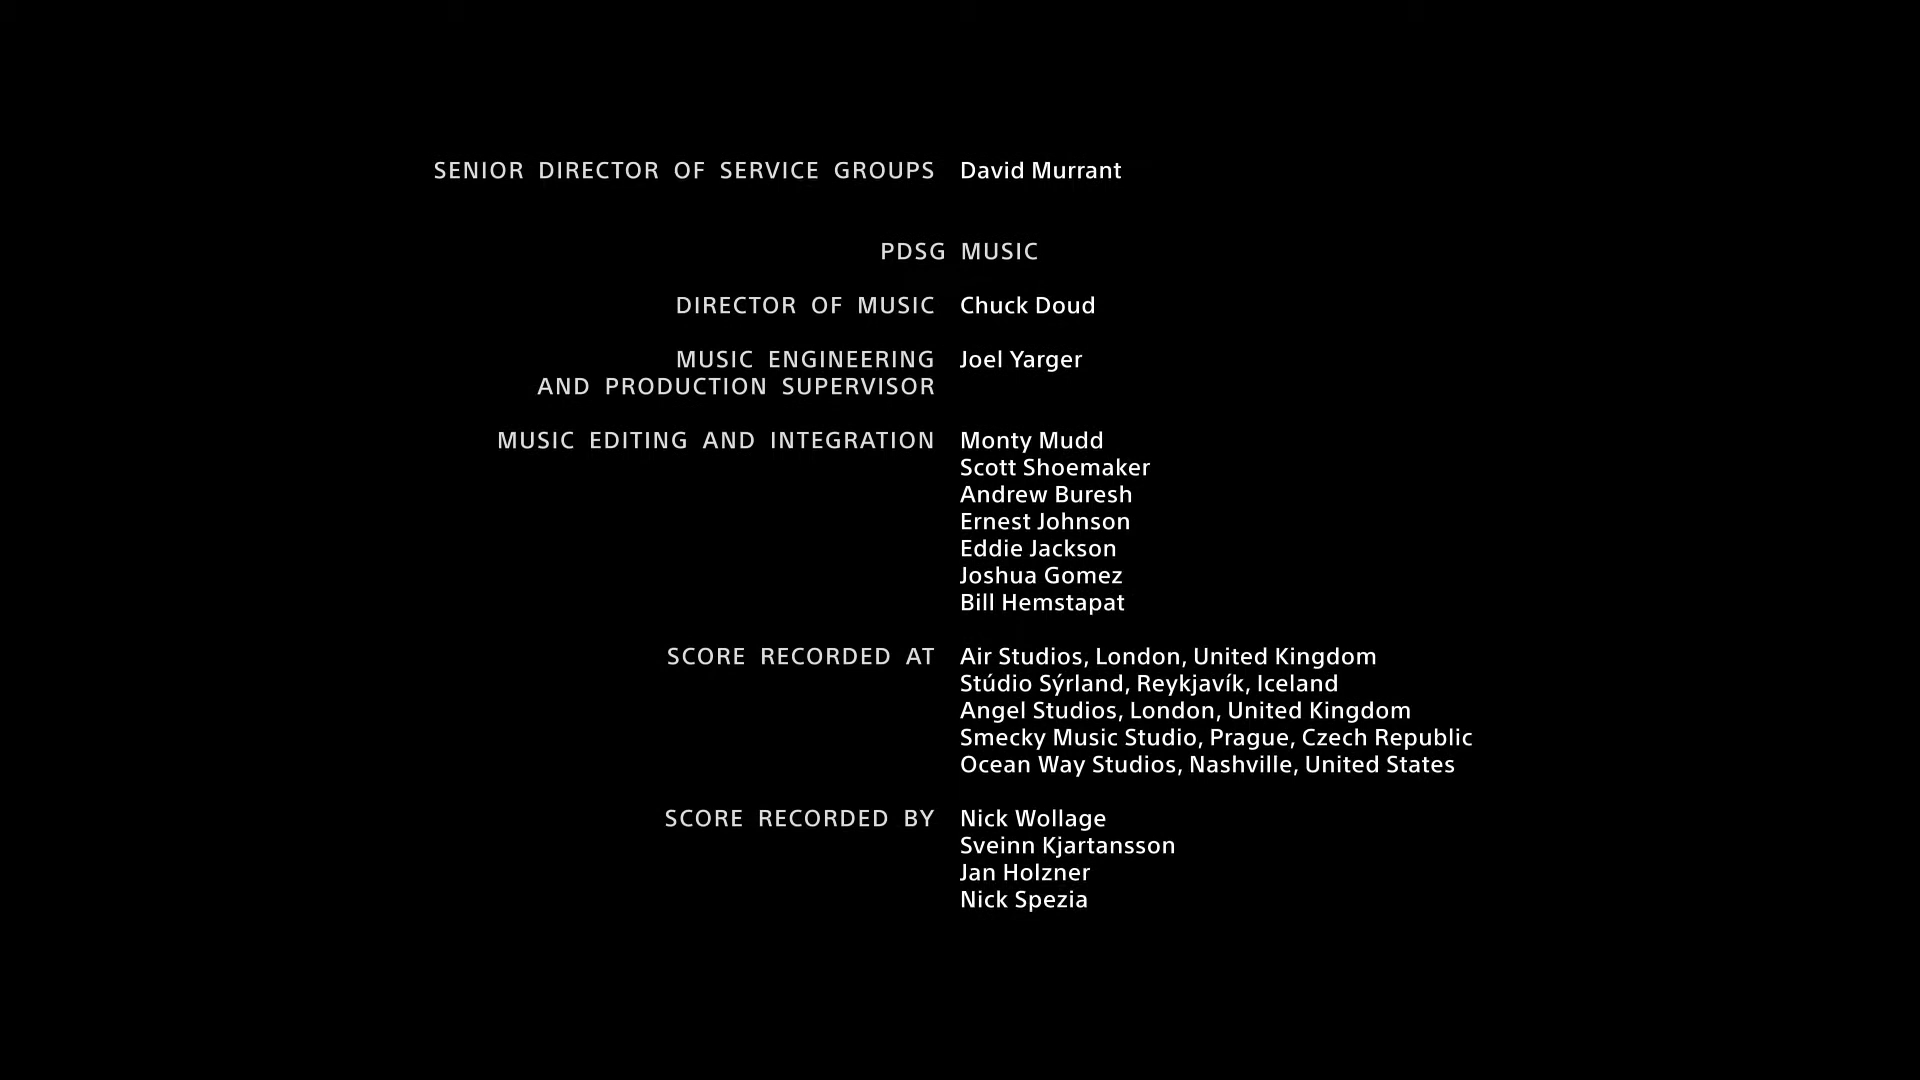 SENIOR DIRECTOR OF SERVICE GROUPS David Murrant
PDSG MUSIC
DIRECTOR OF MUSIC Chuck Doud
MUSIC ENGINEERING Joel Yarger
AND PRODUCTION SUPERVISOR
MUSIC EDITING AND INTEGRATION Monty Mudd
Scott Shoemaker
Andrew Buresh
Ernest Johnson
Eddie Jackson
Joshua Gomez
Bill Hemstapat
SCORE RECORDED AT Air Studios, London, United Kingdom
Stúdio Sýrland, Reykjavík, Iceland
Angel Studios, London, United Kingdom
Smecky Music Studio, Prague, Czech Republic
Ocean Way Studios, Nashville, United States
SCORE RECORDED BY Nick Wollage
Sveinn Kjartansson
Jan Holzner
Nick Spezia